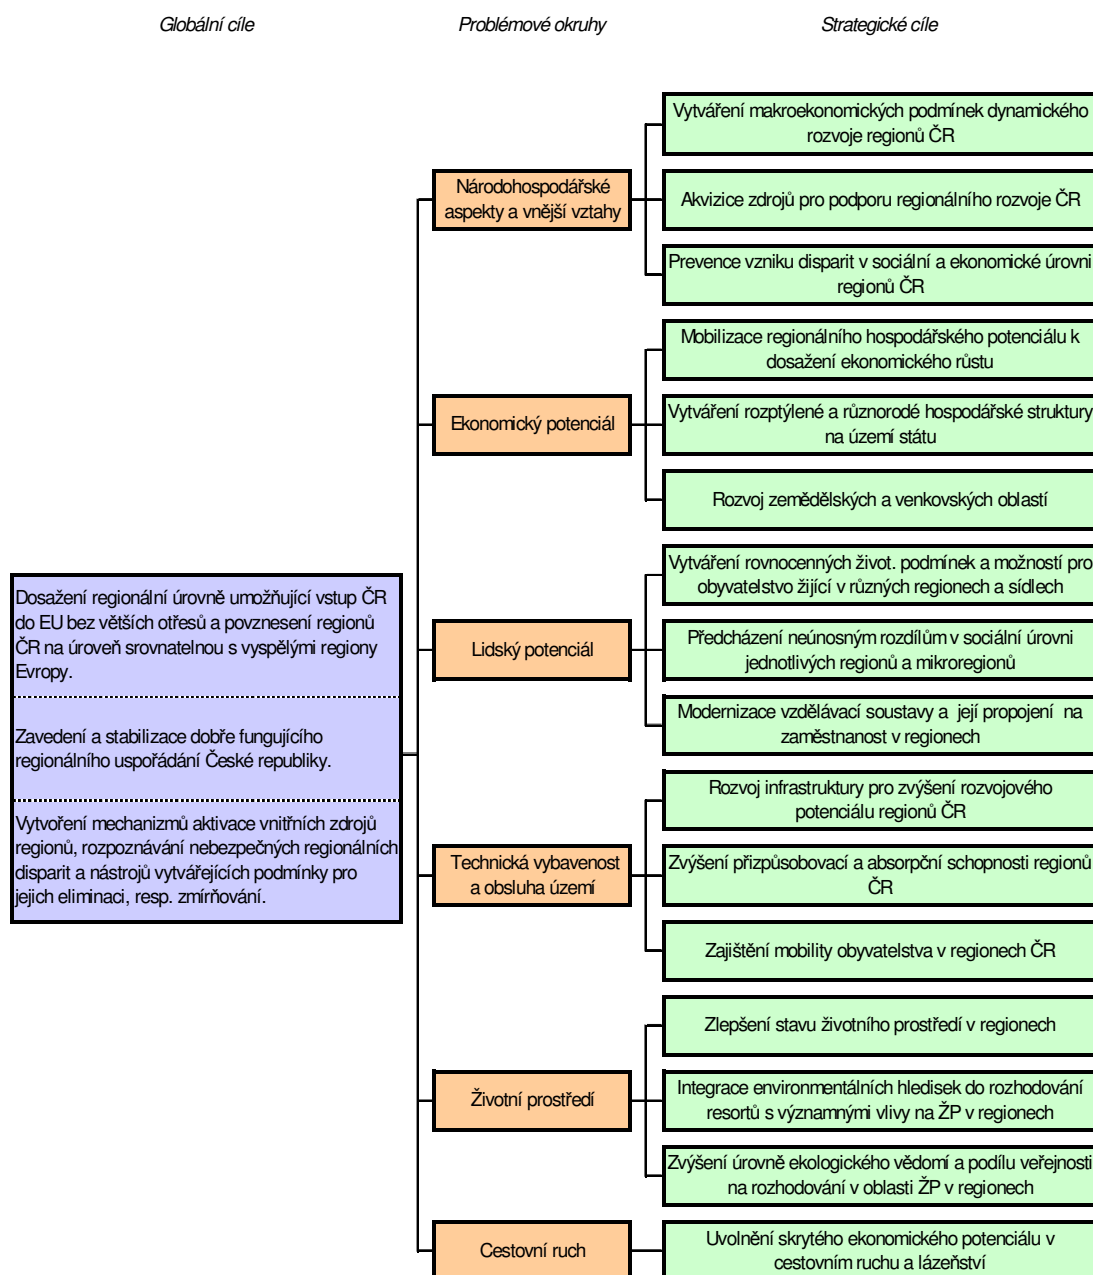 Globální cíle
Problémové okruhy
Strategické cíle
Dosažení regionální úrovně umožňující vstup ČR
do EU bez větších otřesů a povznesení regionů
ČR na úroveň srovnatelnou s vyspělými regiony
Evropy.
Zavedení a stabilizace dobře fungujícího
regionálního uspořádání České republiky.
Vytvoření mechanizmů aktivace vnitřních zdrojů
regionů, rozpoznávání nebezpečných regionálních
disparit a nástrojů vytvářejících podmínky pro
jejich eliminaci, resp. zmírňování.
Národohospodářské
aspekty a vnější vztahy
Vytváření makroekonomických podmínek dynamického
rozvoje regionů ČR
Akvizice zdrojů pro podporu regionálního rozvoje ČR
Prevence vzniku disparit v sociální a ekonomické úrovni
regionů ČR
Ekonomický potenciál
Mobilizace regionálního hospodářského potenciálu k
dosažení ekonomického růstu
Vytváření rozptýlené a různorodé hospodářské struktury
na území státu
Rozvoj zemědělských a venkovských oblastí
Lidský potenciál
Vytváření rovnocenných život. podmínek a možností pro
obyvatelstvo žijící v různých regionech a sídlech
Předcházení neúnosným rozdílům v sociální úrovni
jednotlivých regionů a mikroregionů
Modernizace vzdělávací soustavy a její propojení na
zaměstnanost v regionech
Technická vybavenost
a obsluha území
Rozvoj infrastruktury pro zvýšení rozvojového
potenciálu regionů ČR
Zvýšení přizpůsobovací a absorpční schopnosti regionů
ČR
Zajištění mobility obyvatelstva v regionech ČR
Životní prostředí
Zlepšení stavu životního prostředí v regionech
Integrace environmentálních hledisek do rozhodování
resortů s významnými vlivy na ŽP v regionech
Zvýšení úrovně ekologického vědomí a podílu veřejnosti
na rozhodování v oblasti ŽP v regionech
Cestovní ruch
Uvolnění skrytého ekonomického potenciálu v
cestovním ruchu a lázeňství